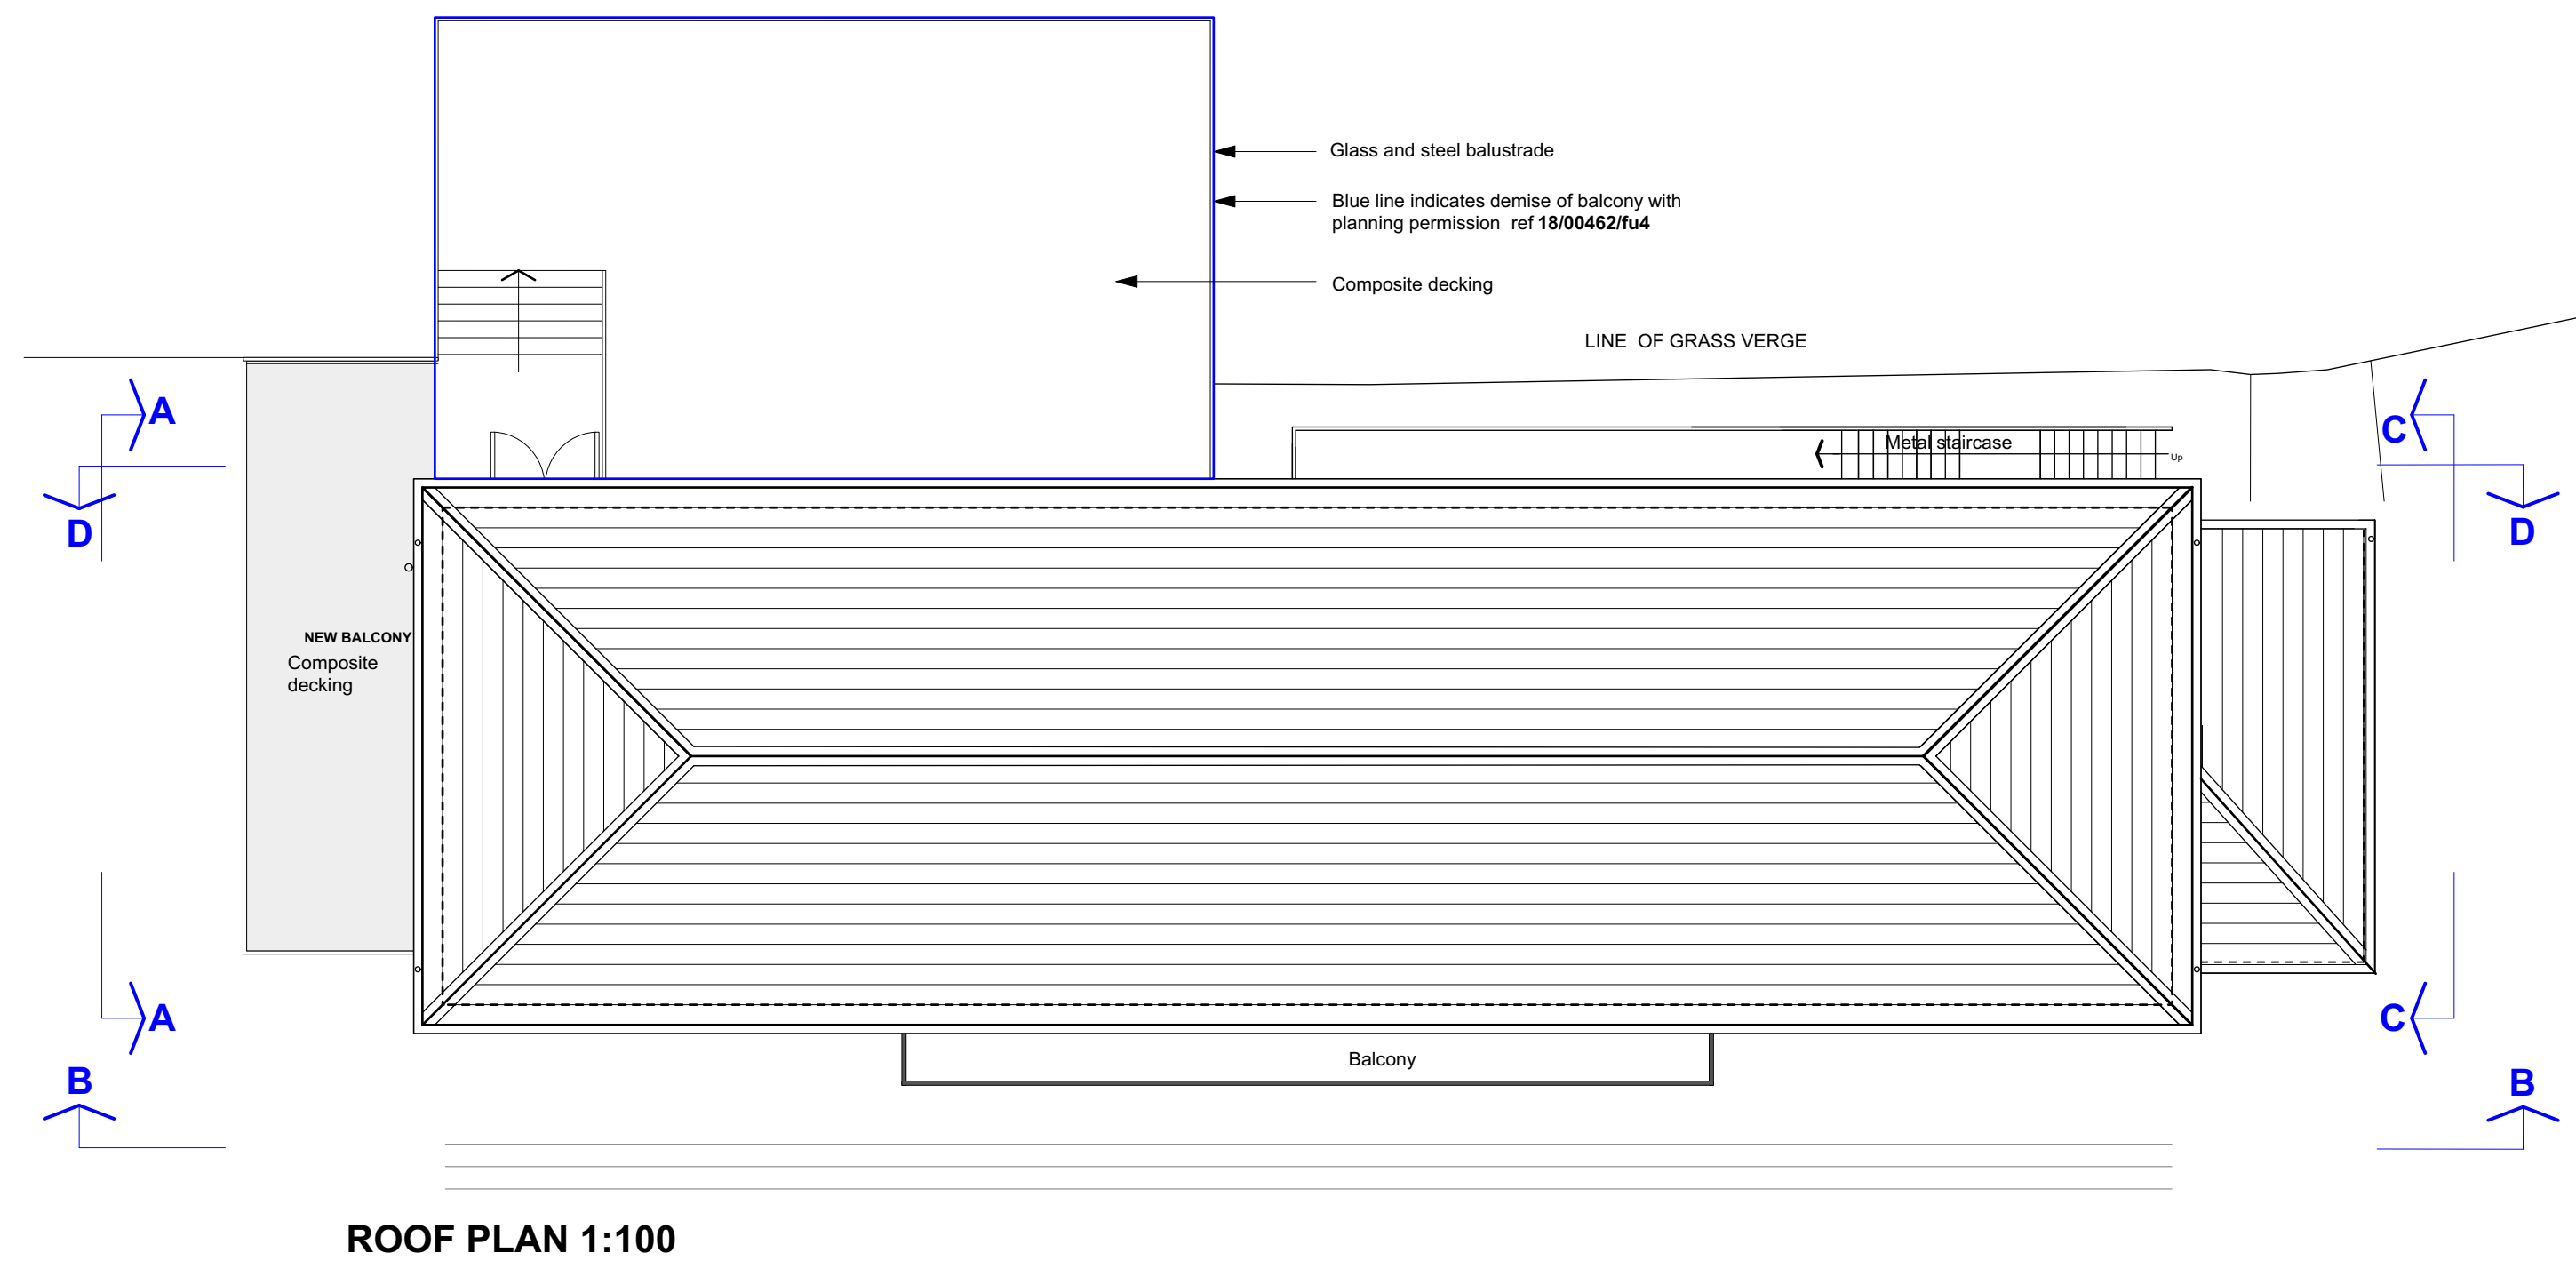 Glass and steel balustrade
Blue line indicates demise of balcony with
planning permission ref 18/00462/fu4
Composite decking
LINE OF GRASS VERGE
A
C
Metal staircase
Up
D
D
NEW BALCONY
Composite
decking
A
C
Balcony
B
B
ROOF PLAN 1:100